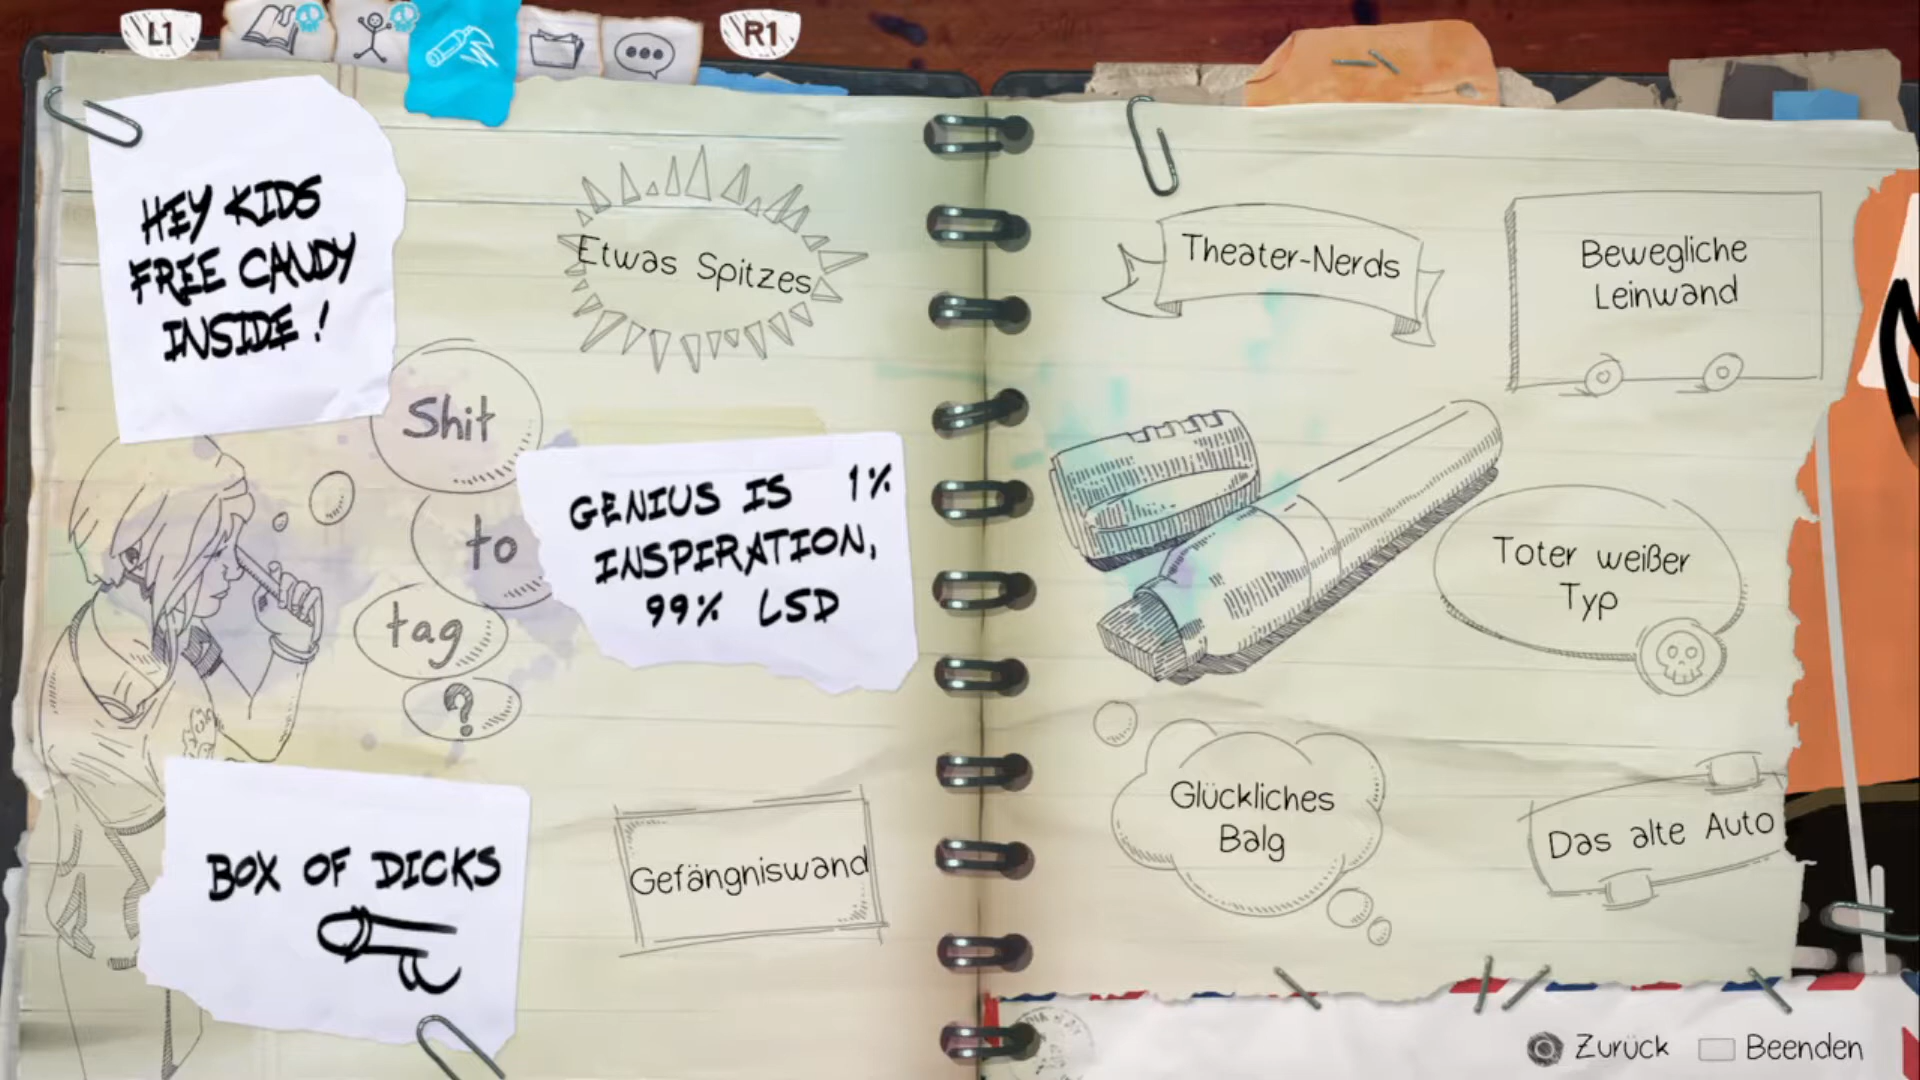 L1
R1
HEY KIDS
FREE CANDY
INSIDE!
Etwas Spitzes
Shit
to
tag
?
GENIUS IS 1%
INSPIRATION,
99% LSD
BOX OF DICKS
Gefängniswand
Theater-Nerds
Bewegliche
Leinwand
Toter weißer
Typ
Glückliches
Balg
Das alte Auto
Zurück
Beenden